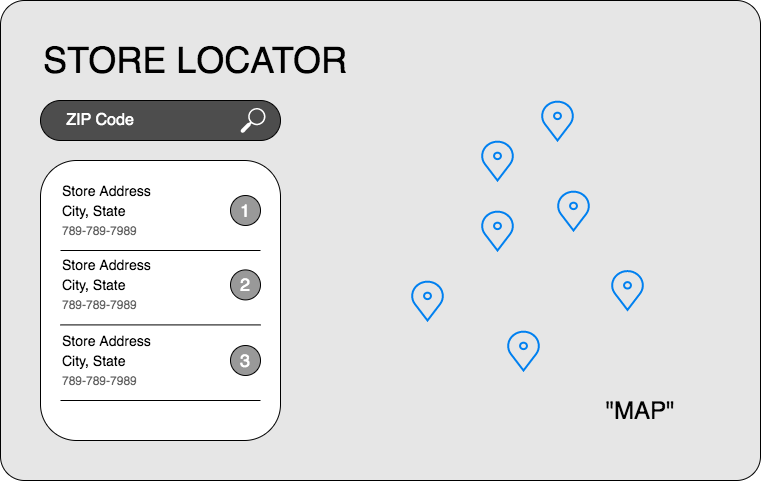 STORE LOCATOR
ZIP Code
Store Address
City, State
789-789-7989
1
Store Address
City, State
789-789-7989
2
Store Address
City, State
789-789-7989
3
"MAP"